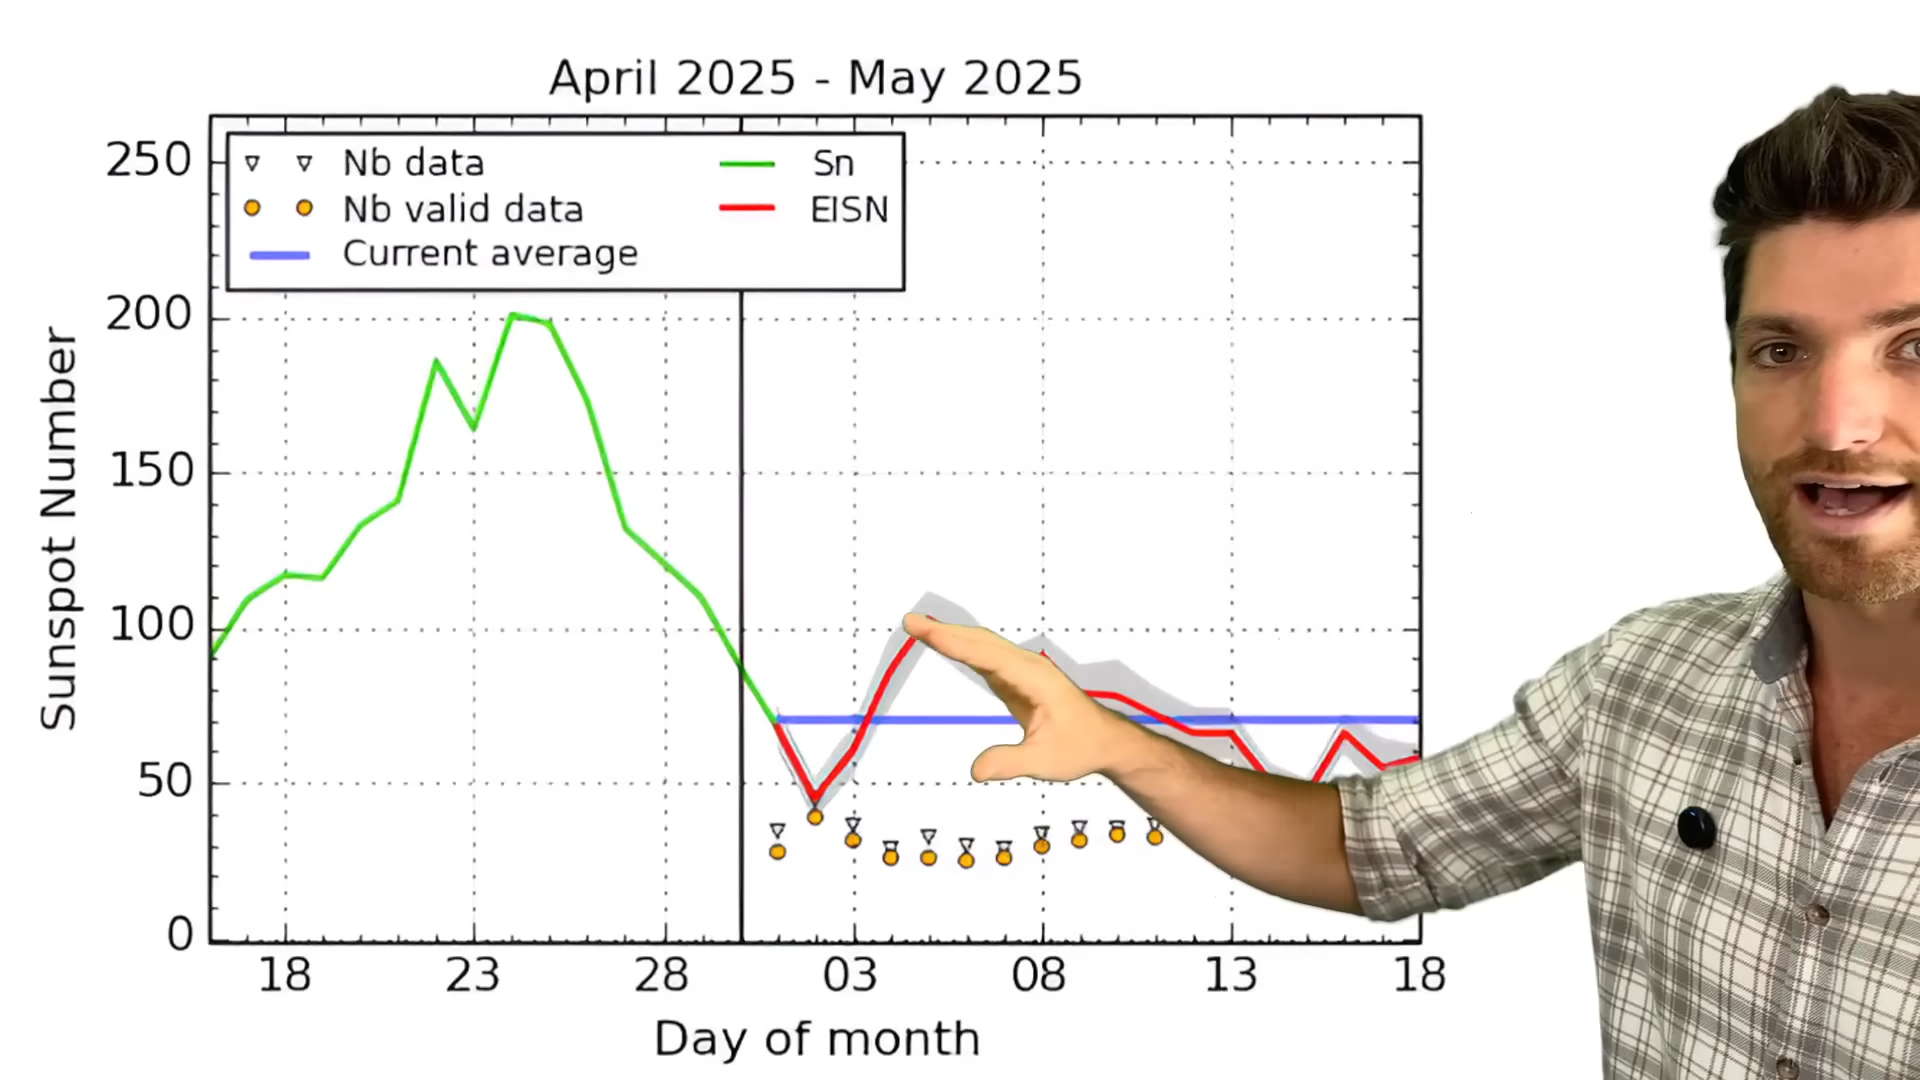 April 2025 - May 2025
Nb data
Sn
Nb valid data
EISN
Current average
250
200
150
100
50
0
Sunspot Number
18 23 28 03 08 13 18
Day of month